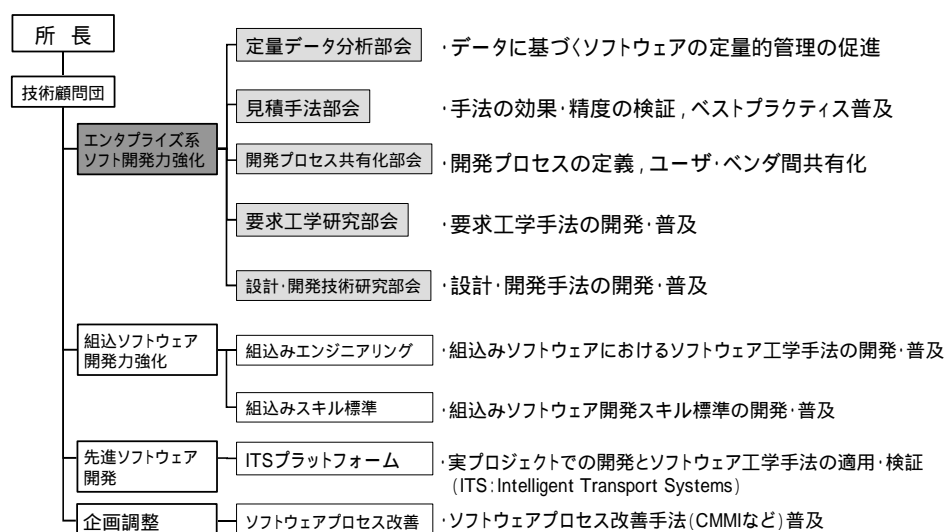 所 長
技術顧問団
エンタプライズ系
ソフト開発力強化
定量データ分析部会
・データに基づくソフトウェアの定量的管理の促進
見積手法部会
・手法の効果・精度の検証,ベストプラクティス普及
開発プロセス共有化部会
・開発プロセスの定義,ユーザ・ベンダ間共有化
要求工学研究部会
・要求工学手法の開発・普及
設計・開発技術研究部会
・設計・開発手法の開発・普及
組込ソフトウェア
開発力強化
組込みエンジニアリング
・組込みソフトウェアにおけるソフトウェア工学手法の開発・普及
組込みスキル標準
・組込みソフトウェア開発スキル標準の開発・普及
先進ソフトウェア
開発
ITSプラットフォーム
・実プロジェクトでの開発とソフトウェア工学手法の適用・検証
(ITS:Intelligent Transport Systems)
企画調整
ソフトウェアプロセス改善
・ソフトウェアプロセス改善手法(CMMIなど)普及